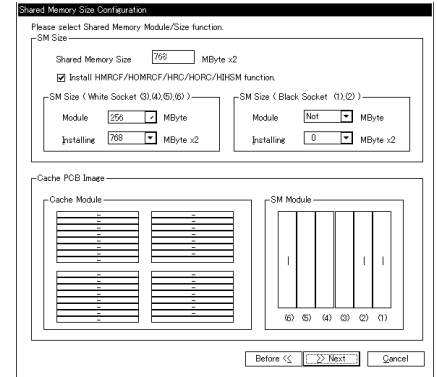 Shared Memory Size Configuration
Please select Shared Memory Module/Size function.
SM Size
Shared Memory Size 768 MByte x2
Install HMRCF/HOMRCF/HRC/HORC/HIHSM function.
SM Size ( White Socket (3),(4),(5),(6) )
Module 256 MByte
Installing 768 MByte x2
SM Size ( Black Socket (1),(2) )
Module Not MByte
Installing 0 MByte x2
Cache PCB Image
Cache Module
SM Module
(6) (5) (4) (3) (2) (1)
Before << >> Next Cancel